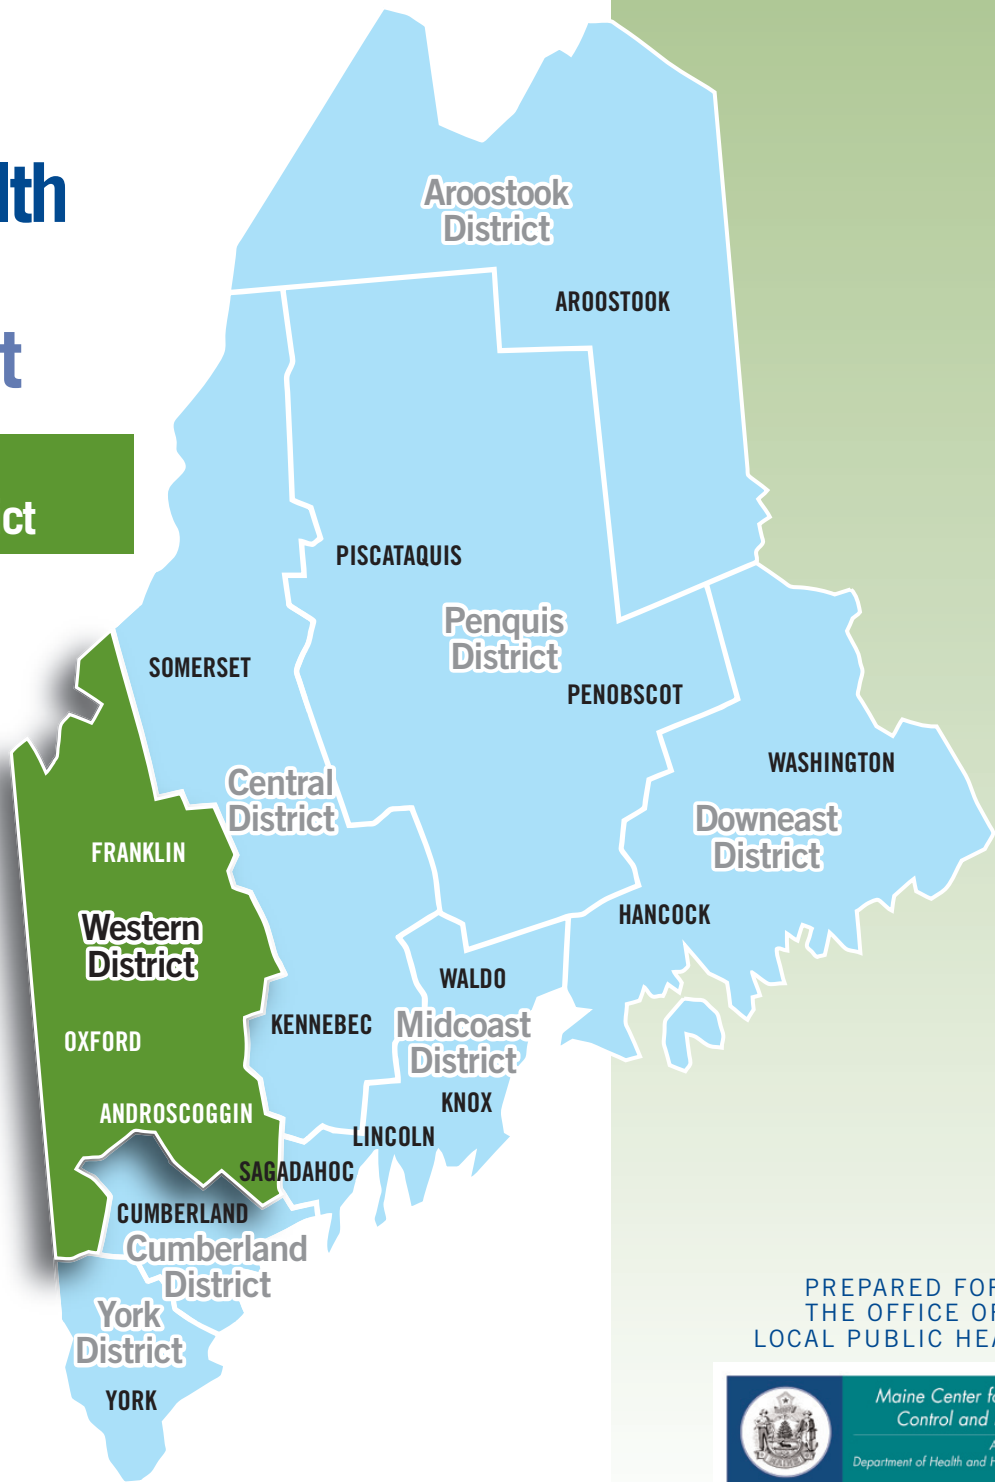 lth
t
ct
Aroostook
District
AROOSTOOK
PISCATAQUIS
Penquis
District
PENOBSCOT
SOMERSET
Central
District
WASHINGTON
Downeast
District
HANCOCK
FRANKLIN
Western
District
OXFORD
ANDROSCOGGIN
KENNEBEC
WALDO
Midcoast
District
KNOX
LINCOLN
SAGADAHOC
CUMBERLAND
Cumberland
District
York
District
YORK
PREPARED FOR
THE OFFICE OF
LOCAL PUBLIC HEA
Maine Center fo
Control and
Department of Health and H